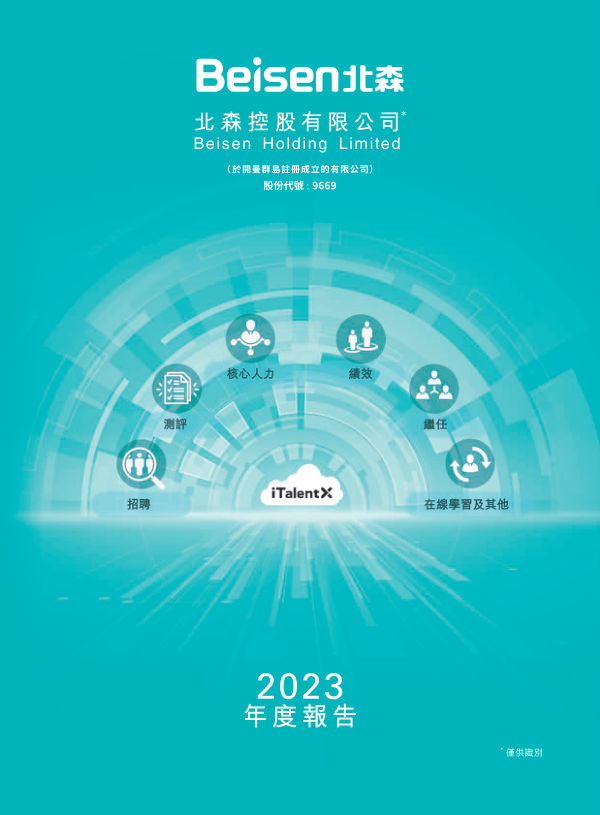 Beisen北森
北森控股有限公司*
Beisen Holding Limited
（於開曼群島註冊成立的有限公司）
股份代號 : 9669
核心人力
績效
測評
繼任
招聘
iTalentX
在線學習及其他
2023
年度報告
* 僅供識別